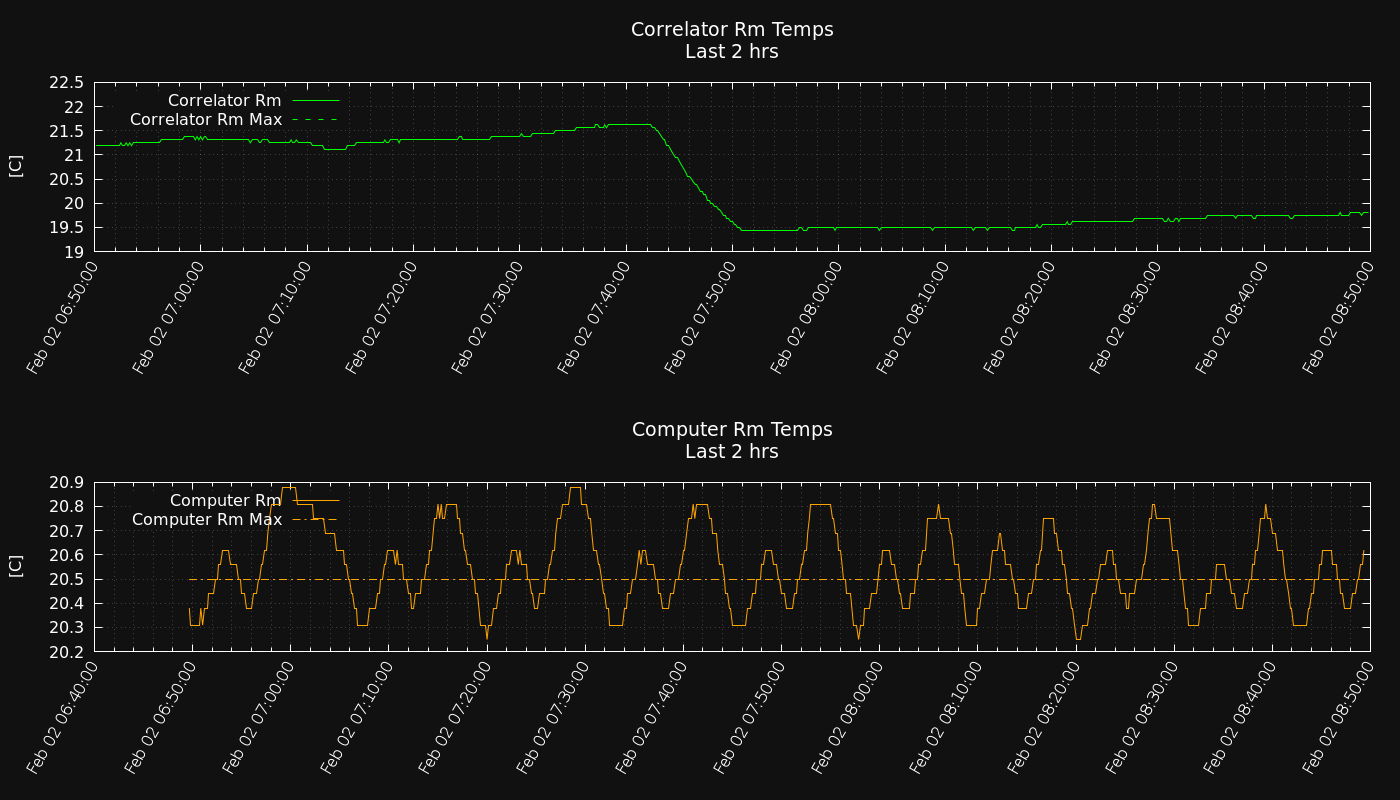 Correlator Rm Temps
Last 2 hrs
22.5
22
21.5
21
20.5
20
19.5
19
[C]
Correlator Rm
Correlator Rm Max
Feb 02 06:50:00
Feb 02 07:00:00
Feb 02 07:10:00
Feb 02 07:20:00
Feb 02 07:30:00
Feb 02 07:40:00
Feb 02 07:50:00
Feb 02 08:00:00
Feb 02 08:10:00
Feb 02 08:20:00
Feb 02 08:30:00
Feb 02 08:40:00
Feb 02 08:50:00
Computer Rm Temps
Last 2 hrs
20.9
20.8
20.7
20.6
20.5
20.4
20.3
20.2
[C]
Computer Rm
Computer Rm Max
Feb 02 06:40:00
Feb 02 06:50:00
Feb 02 07:00:00
Feb 02 07:10:00
Feb 02 07:20:00
Feb 02 07:30:00
Feb 02 07:40:00
Feb 02 07:50:00
Feb 02 08:00:00
Feb 02 08:10:00
Feb 02 08:20:00
Feb 02 08:30:00
Feb 02 08:40:00
Feb 02 08:50:00